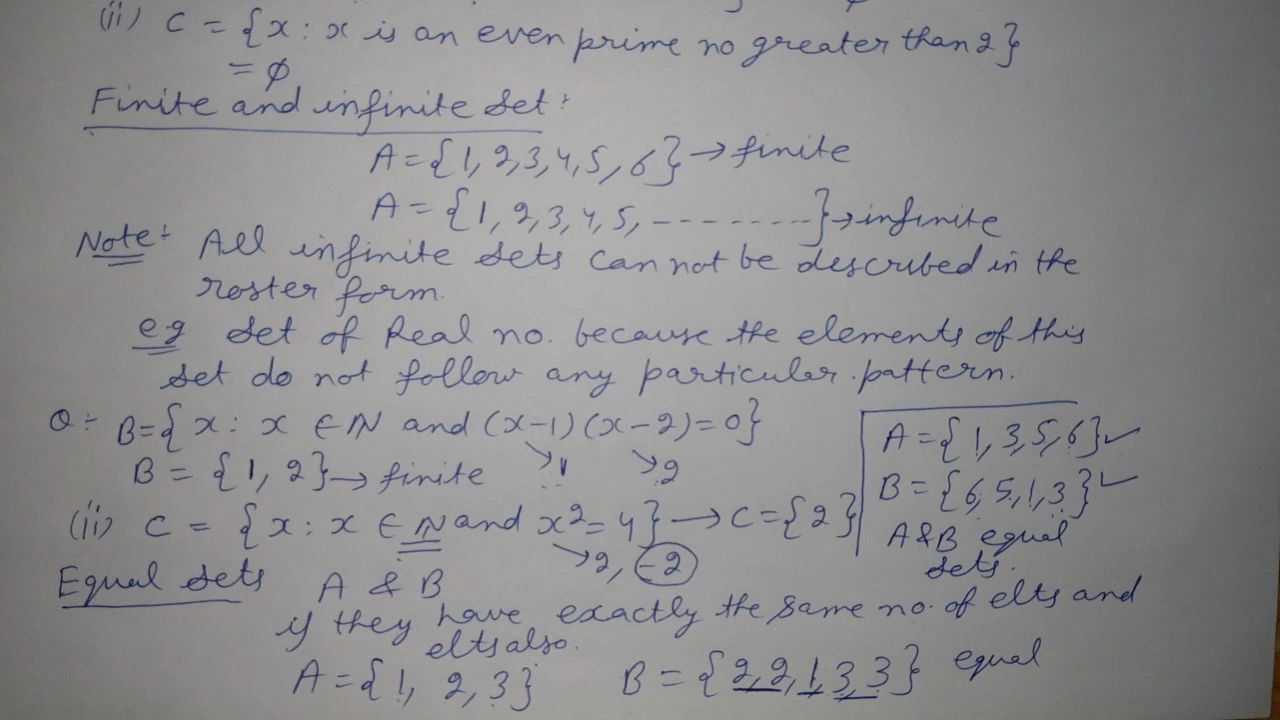 (ii) C = {x : x is an even prime no greater than 2}
= ϕ
Finite and infinite set :
A = {1, 2, 3, 4, 5, 6} → finite
A = {1, 2, 3, 4, 5, - - - - - - -} → infinite
Note : All infinite sets can not be described in the
roster form.
e.g set of Real no. because the elements of this
set do not follow any particular pattern.
Q :- B = {x : x ∈ N and (x-1) (x-2) = 0}
1 2
B = {1, 2} → finite
(ii) C = {x : x ∈ N and x² = 4} → C = {2}
2, -2
A = {1, 3, 5, 6} ✓
B = {6, 5, 1, 3} ✓
A & B equal
sets.
Equal sets A & B
if they have exactly the same no. of elts and
elts also.
A = {1, 2, 3} B = {2, 2, 1, 3, 3} equal